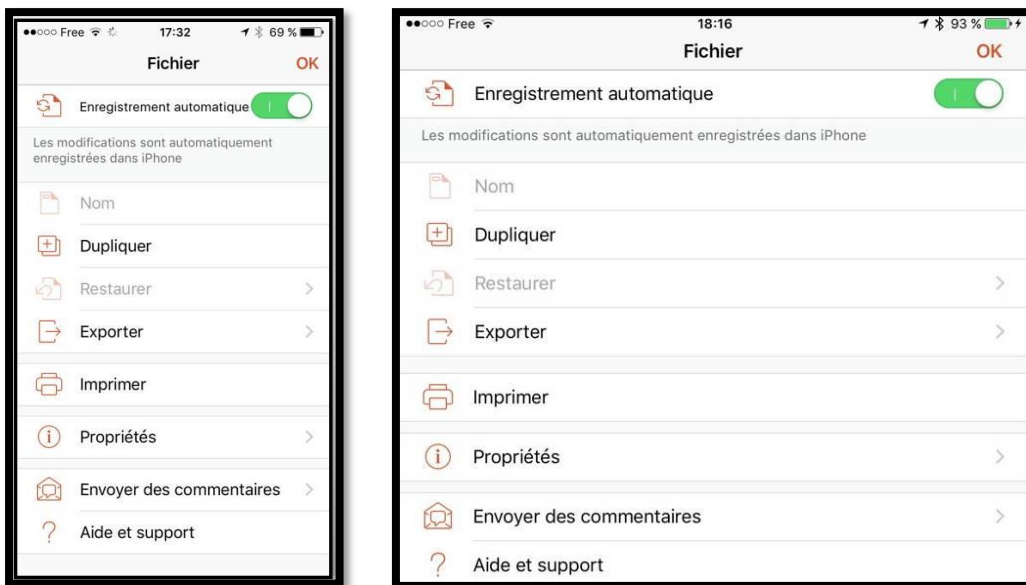 Free 17:32 69 %
Fichier OK
Enregistrement automatique
Les modifications sont automatiquement
enregistrées dans iPhone
Nom
Dupliquer
Restaurer
Exporter
Imprimer
Propriétés
Envoyer des commentaires
Aide et support
Free 18:16 93 %
Fichier OK
Enregistrement automatique
Les modifications sont automatiquement enregistrées dans iPhone
Nom
Dupliquer
Restaurer
Exporter
Imprimer
Propriétés
Envoyer des commentaires
Aide et support